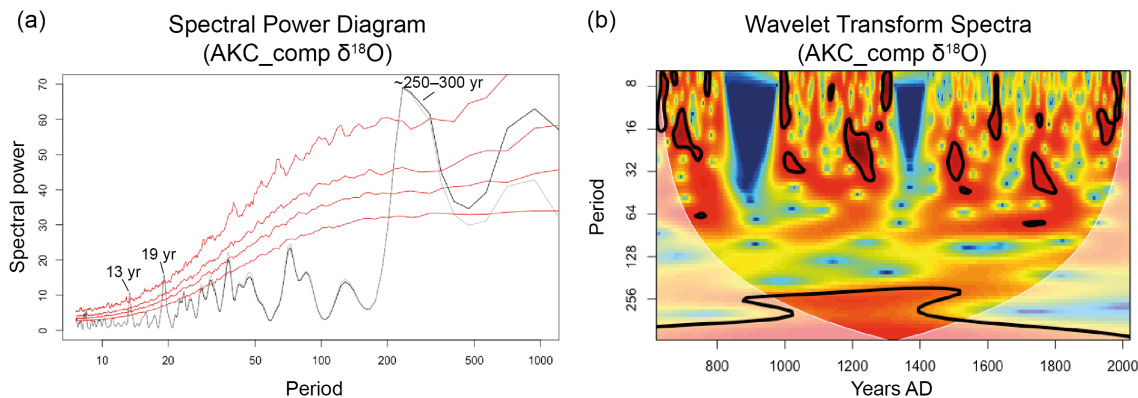 (a)
Spectral Power Diagram
(AKC_comp δ¹⁸O)
70
60
50
40
30
20
10
0
Spectral power
13 yr
19 yr
~250–300 yr
10
20
50
100
200
500
1000
Period
(b)
Wavelet Transform Spectra
(AKC_comp δ¹⁸O)
8
16
32
64
128
256
Period
800
1000
1200
1400
1600
1800
2000
Years AD